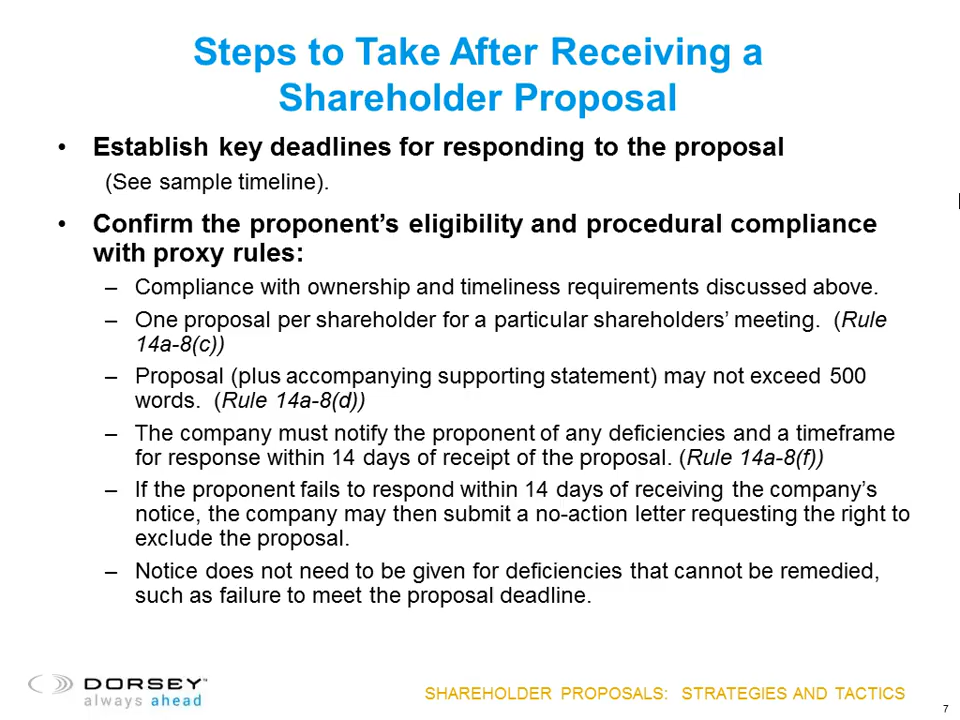 Steps to Take After Receiving a
Shareholder Proposal
• Establish key deadlines for responding to the proposal
(See sample timeline).
• Confirm the proponent’s eligibility and procedural compliance
with proxy rules:
– Compliance with ownership and timeliness requirements discussed above.
– One proposal per shareholder for a particular shareholders’ meeting. (Rule
14a-8(c))
– Proposal (plus accompanying supporting statement) may not exceed 500
words. (Rule 14a-8(d))
– The company must notify the proponent of any deficiencies and a timeframe
for response within 14 days of receipt of the proposal. (Rule 14a-8(f))
– If the proponent fails to respond within 14 days of receiving the company’s
notice, the company may then submit a no-action letter requesting the right to
exclude the proposal.
– Notice does not need to be given for deficiencies that cannot be remedied,
such as failure to meet the proposal deadline.
DORSEY™
always ahead
SHAREHOLDER PROPOSALS: STRATEGIES AND TACTICS
7